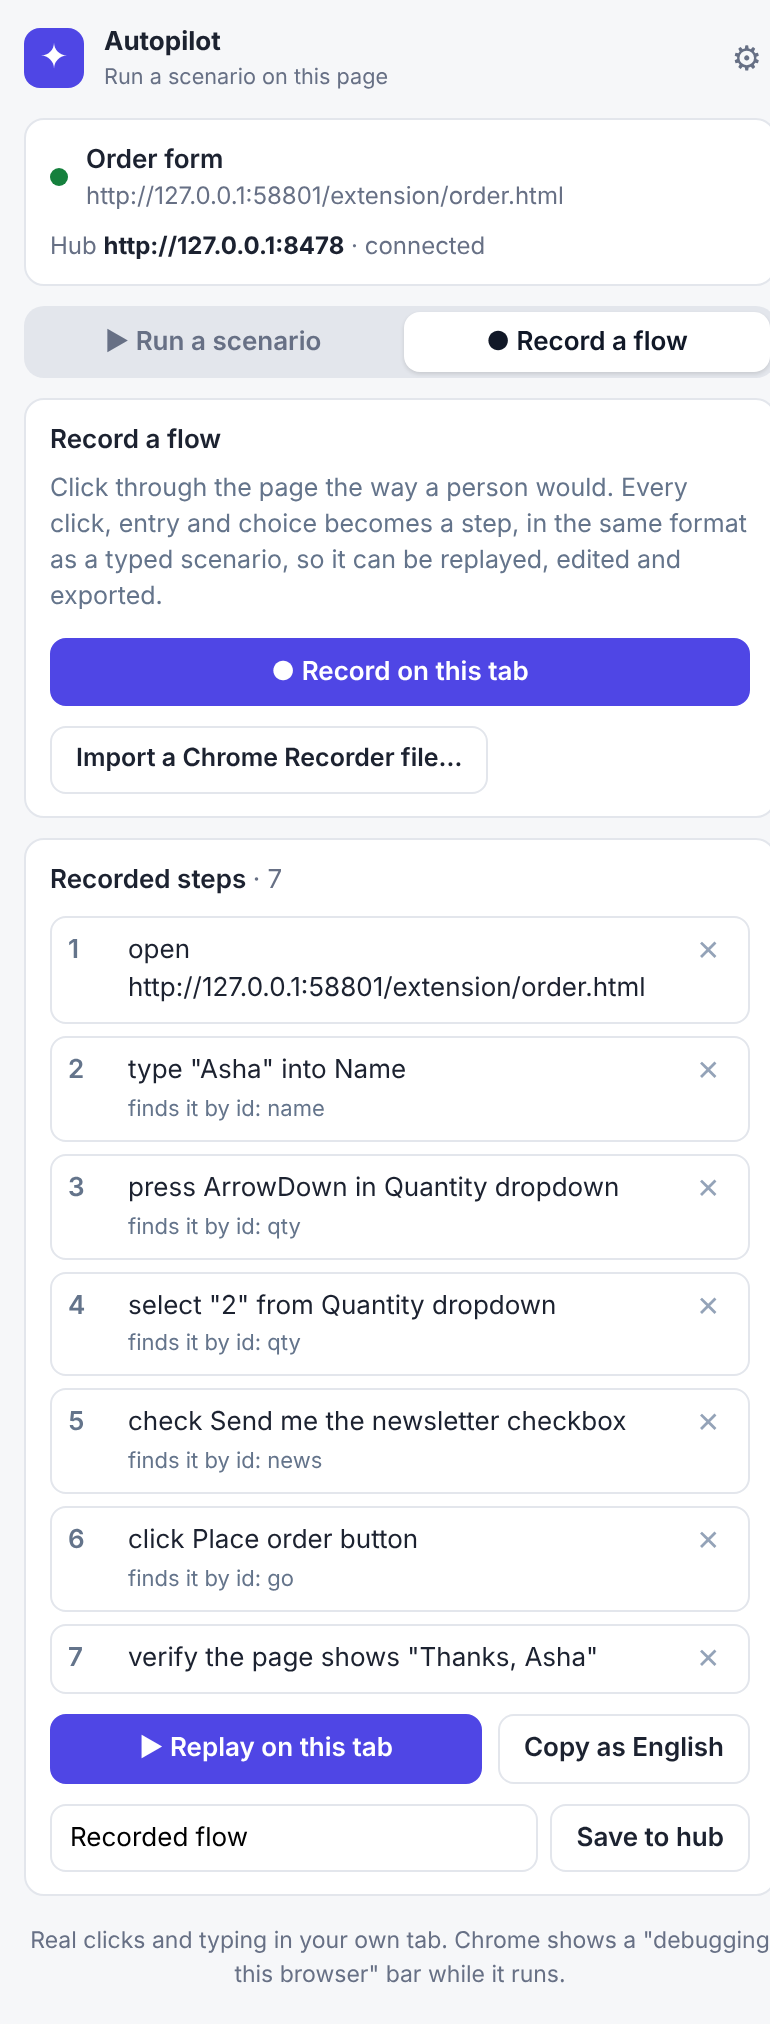 Autopilot
Run a scenario on this page
Order form
http://127.0.0.1:58801/extension/order.html
Hub http://127.0.0.1:8478 · connected
▶ Run a scenario
● Record a flow
Record a flow
Click through the page the way a person would. Every
click, entry and choice becomes a step, in the same format
as a typed scenario, so it can be replayed, edited and
exported.
● Record on this tab
Import a Chrome Recorder file...
Recorded steps · 7
1 open ✕
http://127.0.0.1:58801/extension/order.html
2 type "Asha" into Name ✕
finds it by id: name
3 press ArrowDown in Quantity dropdown ✕
finds it by id: qty
4 select "2" from Quantity dropdown ✕
finds it by id: qty
5 check Send me the newsletter checkbox ✕
finds it by id: news
6 click Place order button ✕
finds it by id: go
7 verify the page shows "Thanks, Asha" ✕
▶ Replay on this tab
Copy as English
Recorded flow
Save to hub
Real clicks and typing in your own tab. Chrome shows a "debugging
this browser" bar while it runs.